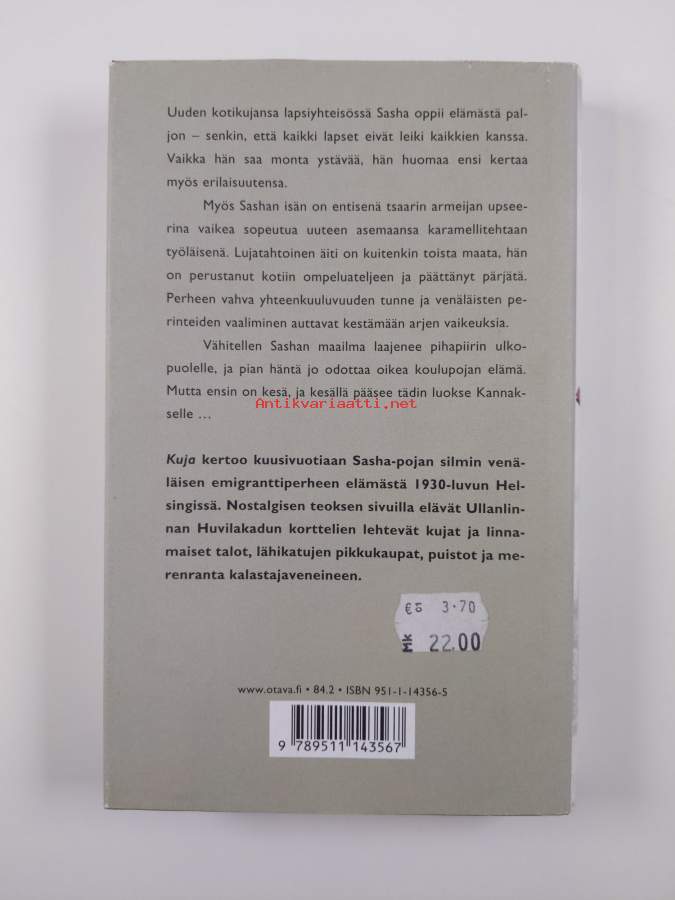 Uuden kotikujansa lapsiyhteisössä Sasha oppii elämästä pal-
jon – senkin, että kaikki lapset eivät leiki kaikkien kanssa.
Vaikka hän saa monta ystävää, hän huomaa ensi kertaa
myös erilaisuutensa.
Myös Sashan isän on entisenä tsaarin armeijan upsee-
rina vaikea sopeutua uuteen asemaansa karamellitehtaan
työläisenä. Lujatahtoinen äiti on kuitenkin toista maata, hän
on perustanut kotiin ompeluateljeen ja päättänyt pärjätä.
Perheen vahva yhteenkuuluvuuden tunne ja venäläisten pe-
rinteiden vaaliminen auttavat kestämään arjen vaikeuksia.
Vähitellen Sashan maailma laajenee pihapiirin ulko-
puolelle, ja pian häntä jo odottaa oikea koulupojan elämä.
Mutta ensin on kesä, ja kesällä pääsee tädin luokse Kannak-
selle ...
Antikvariaatti.net
Kuja kertoo kuusivuotiaan Sasha-pojan silmin venä-
läisen emigranttiperheen elämästä 1930-luvun Hel-
singissä. Nostalgisen teoksen sivuilla elävät Ullanlin-
nan Huvilakadun korttelien lehtevät kujat ja linna-
maiset talot, lähikatujen pikkukaupat, puistot ja me-
renranta kalastajaveneineen.
€ 3·70
Mk 22.00
www.otava.fi • 84.2 • ISBN 951-1-14356-5
9 789511 143567